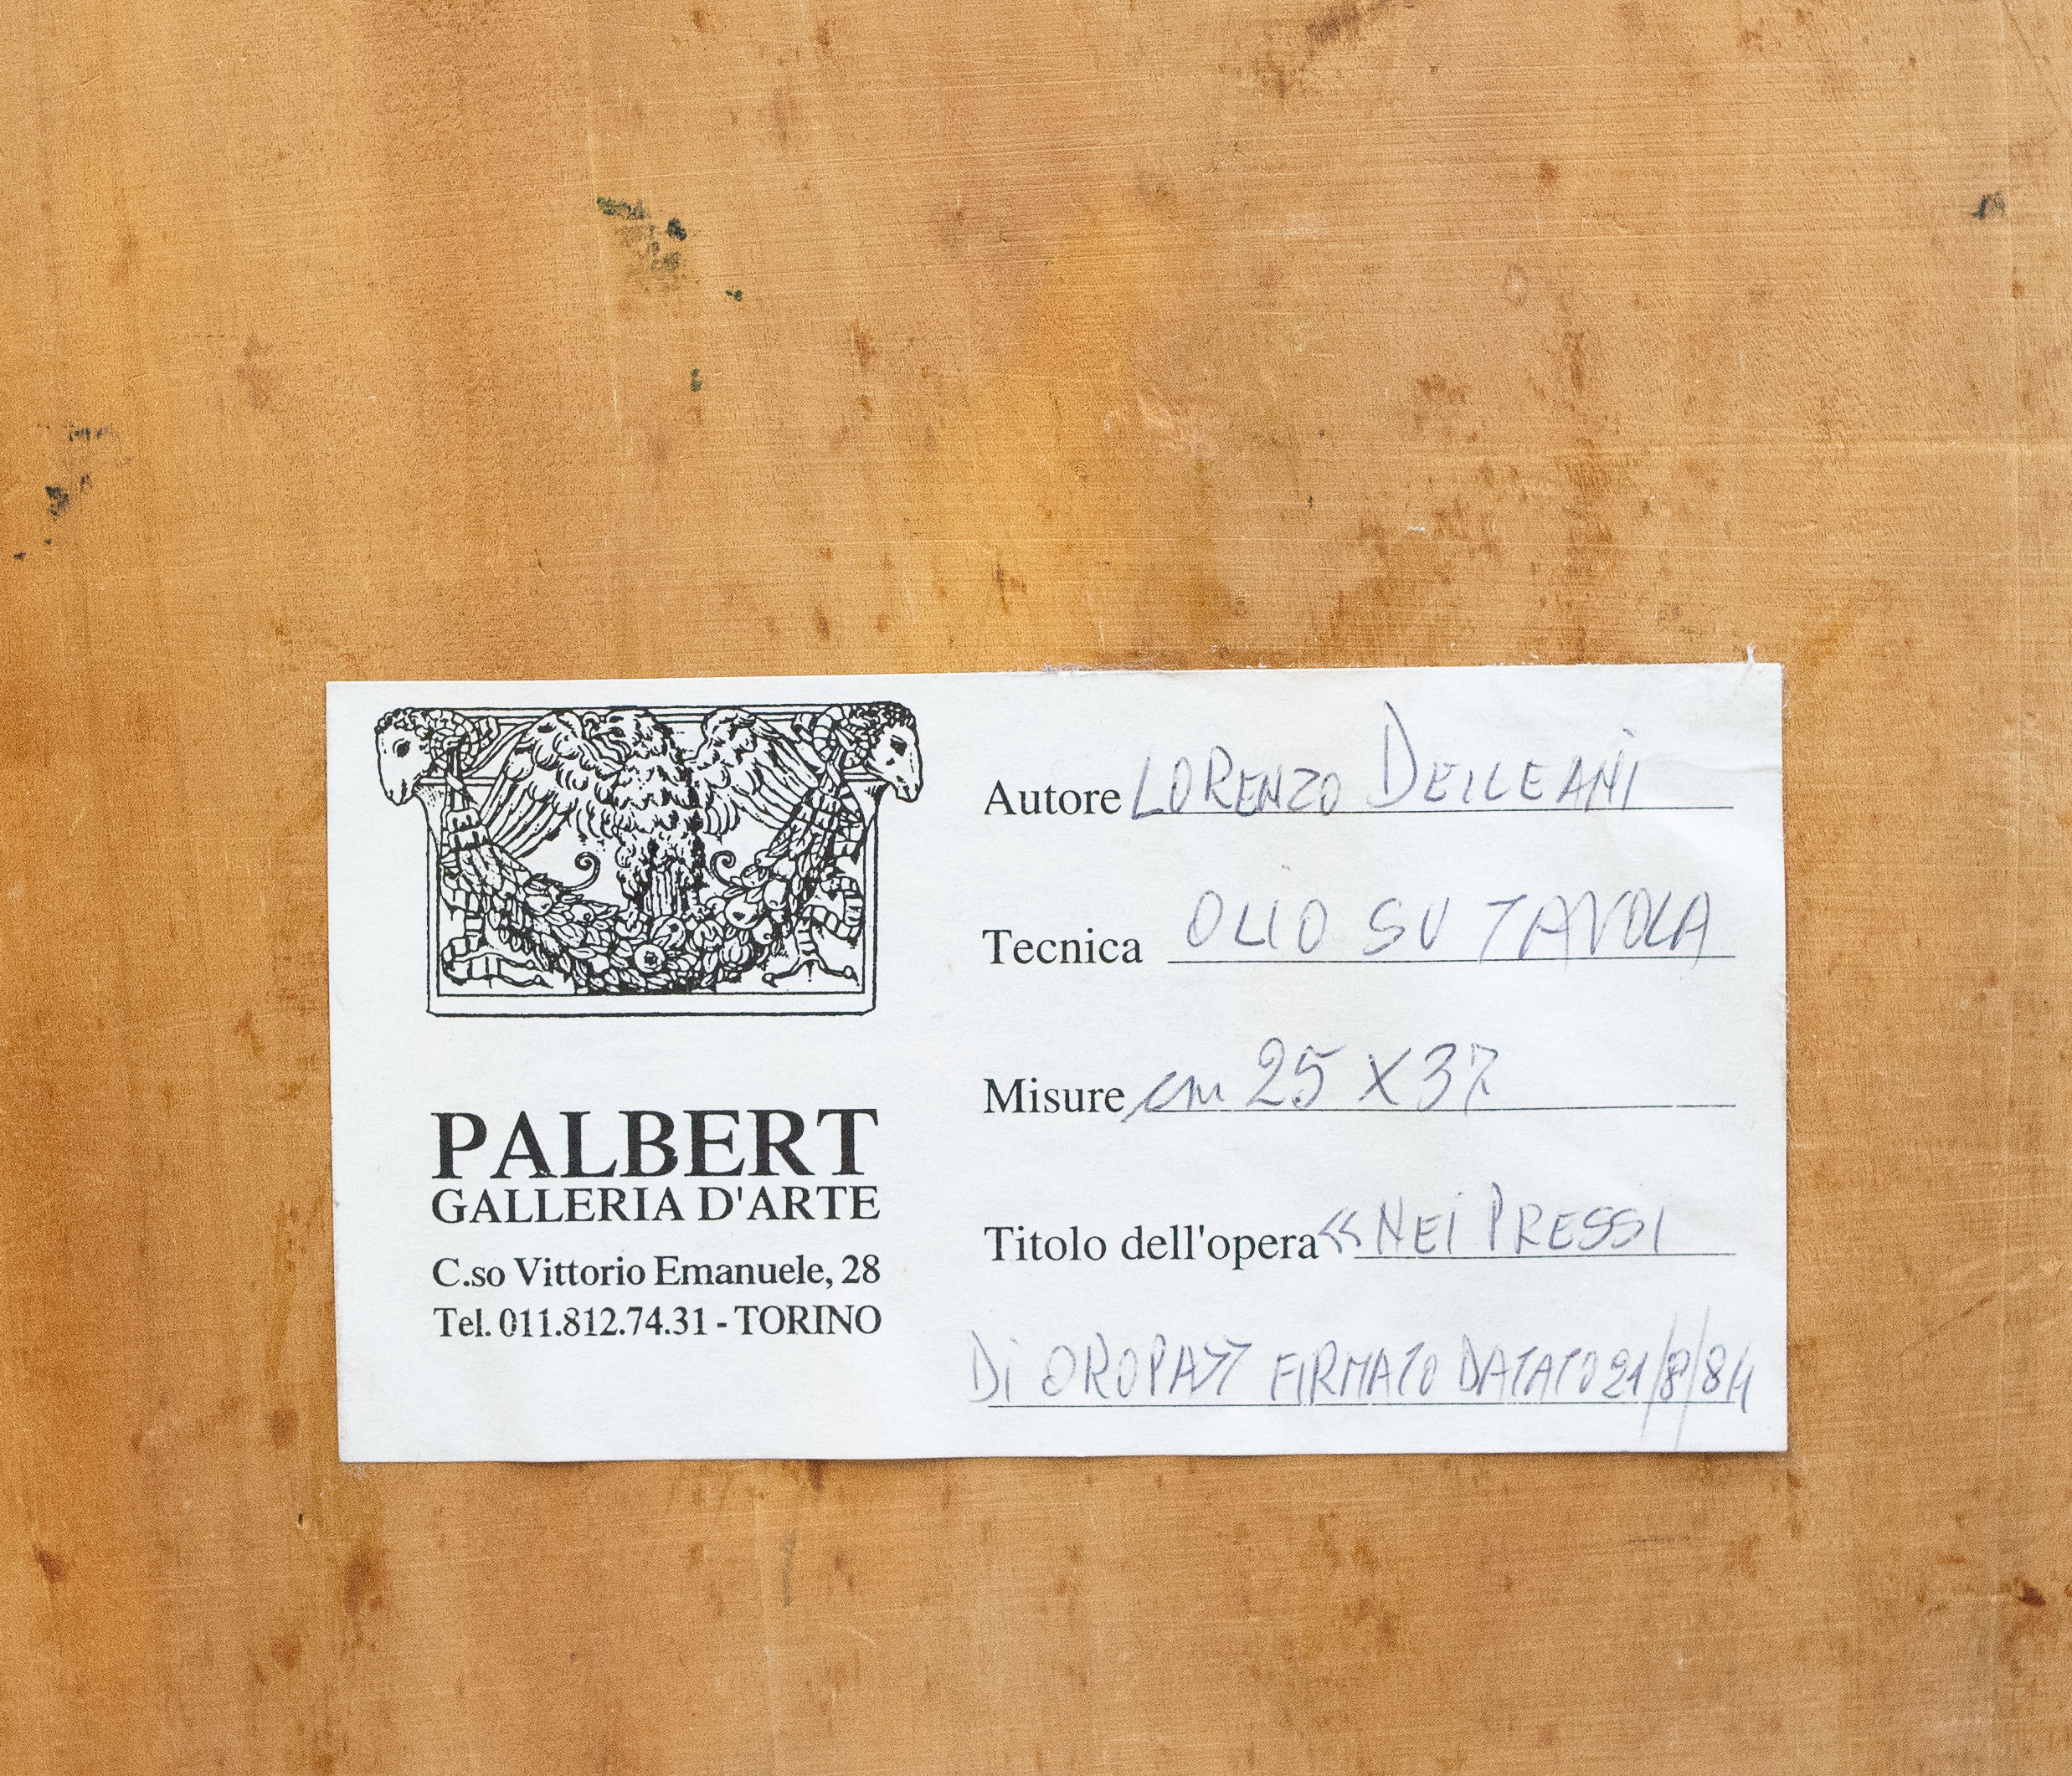 Autore LORENZO DELLEANI
Tecnica OLIO SU TAVOLA
Misure cm 25 X 37
Titolo dell'opera «NEI PRESSI
Di OROPA» FIRMATO DATATO 21/8/84
PALBERT
GALLERIA D'ARTE
C.so Vittorio Emanuele, 28
Tel. 011.812.74.31 - TORINO